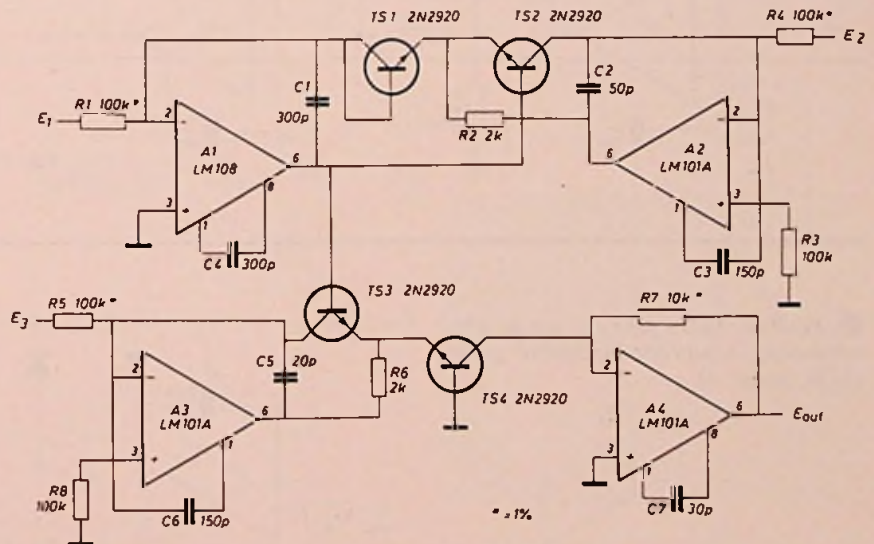 TS1 2N2920
TS2 2N2920
R4 100k*
E2
C1
300p
C2
50p
R1 100k*
E1
R2 2k
2
-
A1
LM108
6
8
3
+
1
C4 300p
6
2
-
A2
LM101A
3
+
1
C3 150p
R3
100k
TS3 2N2920
R5 100k*
E3
R7 10k*
C5 20p
R6
2k
TS4 2N2920
2
-
A3
LM101A
6
3
+
1
R8
100k
C6 150p
2
-
A4
LM101A
6
8
3
+
1
C7 30p
Eout
* = 1%